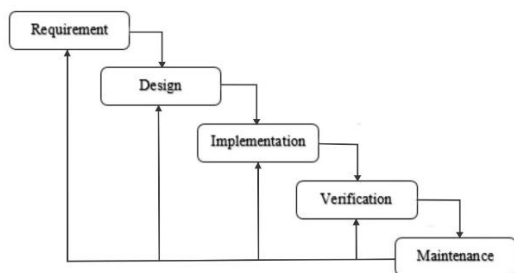 Requirement
Design
Implementation
Verification
Maintenance